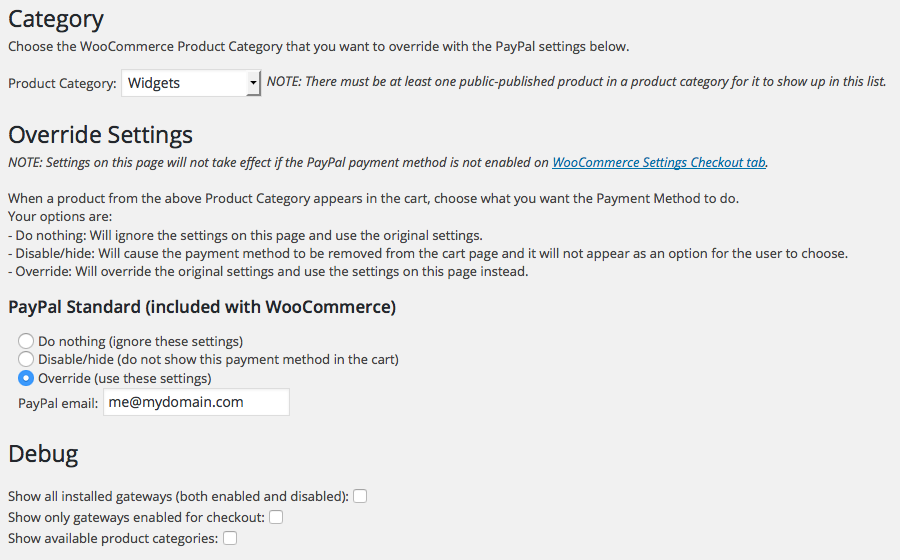 Category
Choose the WooCommerce Product Category that you want to override with the PayPal settings below.
Product Category: Widgets NOTE: There must be at least one public-published product in a product category for it to show up in this list.
Override Settings
NOTE: Settings on this page will not take effect if the PayPal payment method is not enabled on WooCommerce Settings Checkout tab.
When a product from the above Product Category appears in the cart, choose what you want the Payment Method to do.
Your options are:
- Do nothing: Will ignore the settings on this page and use the original settings.
- Disable/hide: Will cause the payment method to be removed from the cart page and it will not appear as an option for the user to choose.
- Override: Will override the original settings and use the settings on this page instead.
PayPal Standard (included with WooCommerce)
Do nothing (ignore these settings)
Disable/hide (do not show this payment method in the cart)
Override (use these settings)
PayPal email: me@mydomain.com
Debug
Show all installed gateways (both enabled and disabled):
Show only gateways enabled for checkout:
Show available product categories: